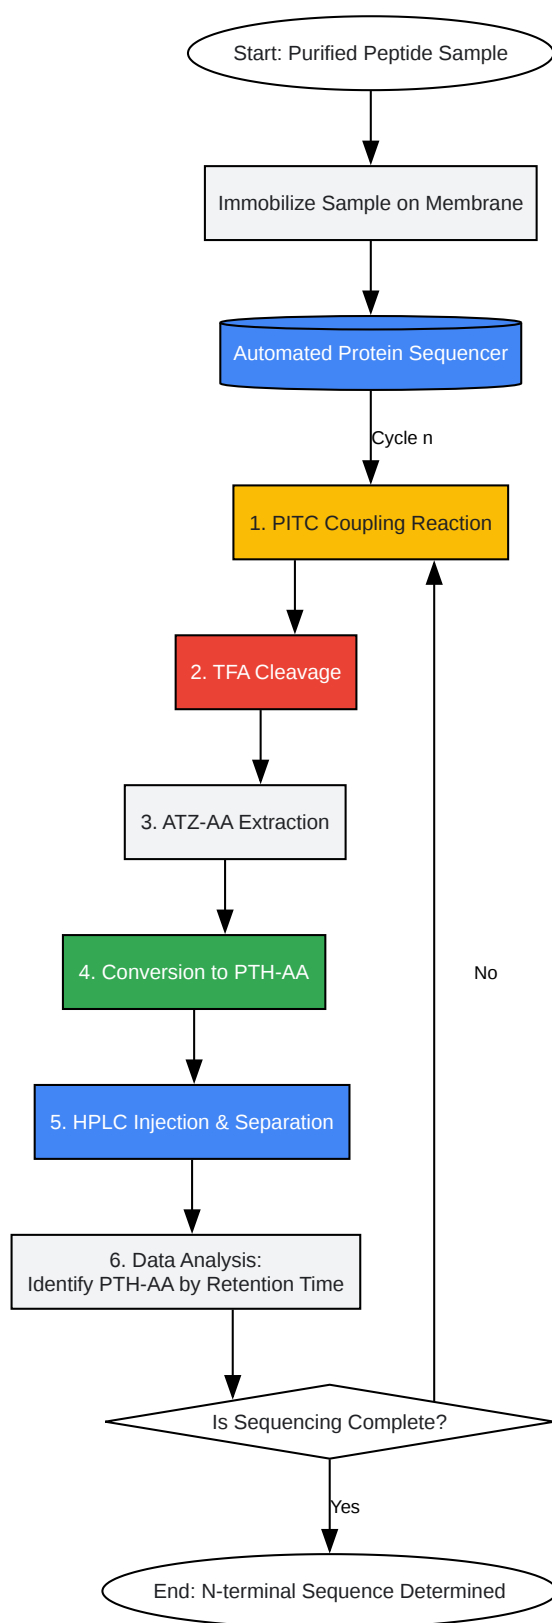 Start: Purified Peptide Sample
Immobilize Sample on Membrane
Automated Protein Sequencer
Cycle n
1. PITC Coupling Reaction
2. TFA Cleavage
3. ATZ-AA Extraction
4. Conversion to PTH-AA
No
5. HPLC Injection & Separation
6. Data Analysis:
Identify PTH-AA by Retention Time
Is Sequencing Complete?
Yes
End: N-terminal Sequence Determined